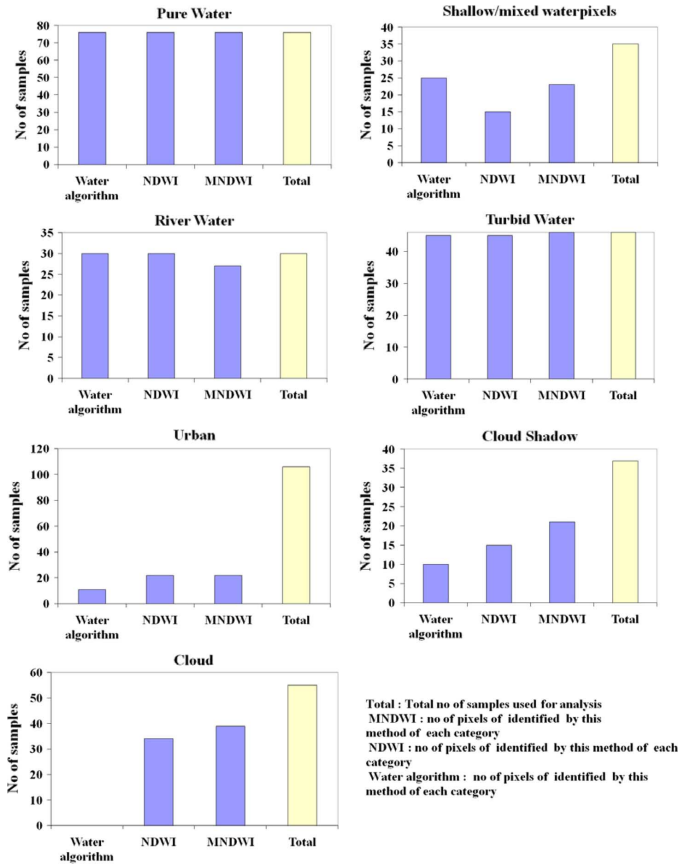 Pure Water
No of samples
80
70
60
50
40
30
20
10
0
Water algorithm
NDWI
MNDWI
Total
Shallow/mixed waterpixels
No of samples
40
35
30
25
20
15
10
5
0
Water algorithm
NDWI
MNDWI
Total
River Water
No of samples
35
30
25
20
15
10
5
0
Water algorithm
NDWI
MNDWI
Total
Turbid Water
No of samples
40
30
20
10
0
Water algorithm
NDWI
MNDWI
Total
Urban
No of samples
120
100
80
60
40
20
0
Water algorithm
NDWI
MNDWI
Total
Cloud Shadow
No of samples
40
35
30
25
20
15
10
5
0
Water algorithm
NDWI
MNDWI
Total
Cloud
No of samples
60
50
40
30
20
10
0
Water algorithm
NDWI
MNDWI
Total
Total : Total no of samples used for analysis
MNDWI : no of pixels of identified by this
method of each category
NDWI : no of pixels of identified by this method of each
category
Water algorithm : no of pixels of identified by this
method of each category